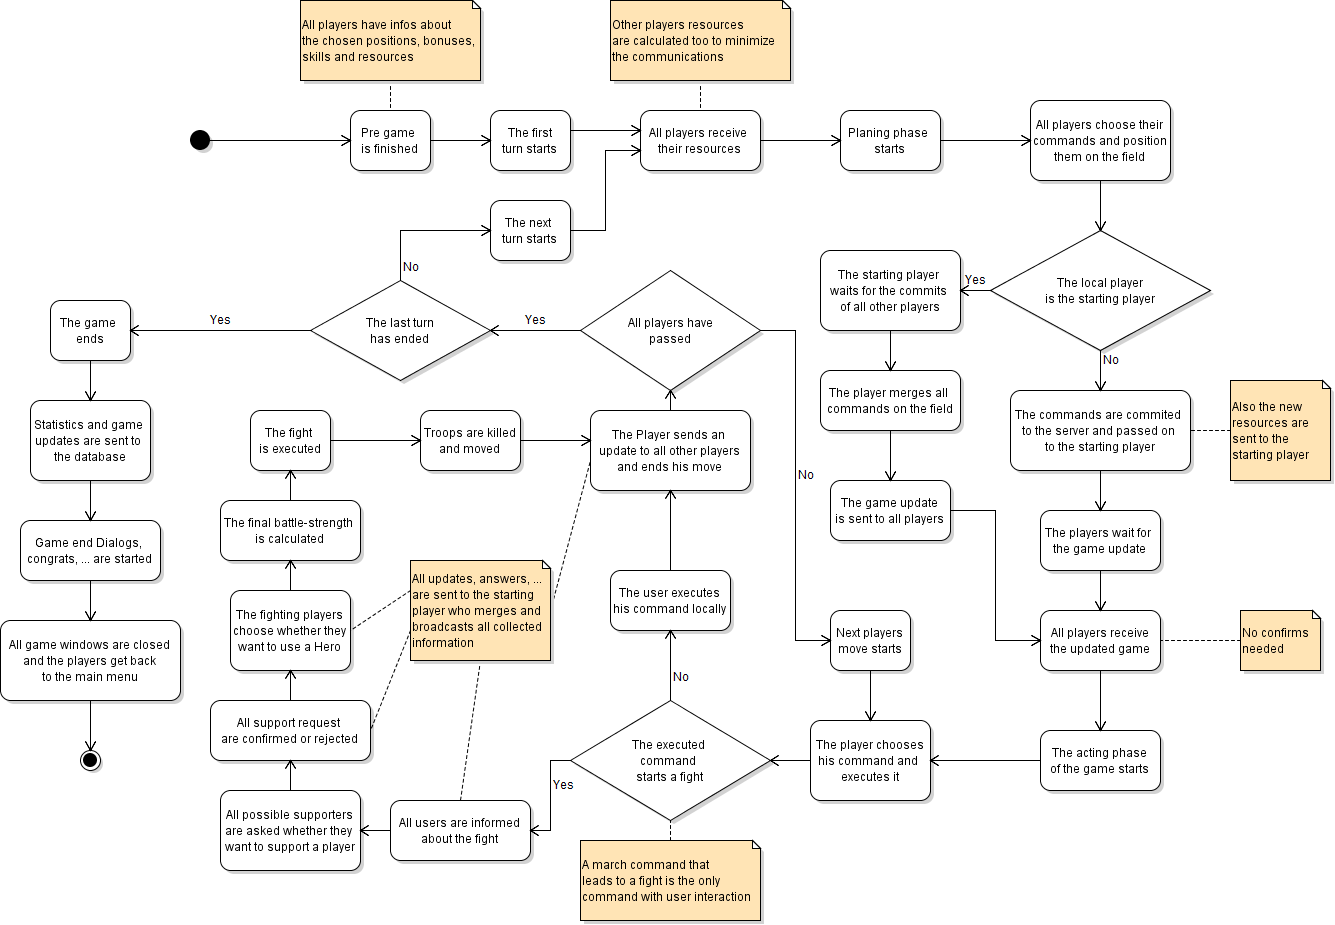 All players have infos about
the chosen positions, bonuses,
skills and resources
Other players resources
are calculated too to minimize
the communications
Pre game
is finished
The first
turn starts
All players receive
their resources
Planing phase
starts
All players choose their
commands and position
them on the field
The next
turn starts
No
The starting player
waits for the commits
of all other players
Yes
The local player
is the starting player
The game
ends
Yes
The last turn
has ended
Yes
All players have
passed
No
The player merges all
commands on the field
The commands are commited
to the server and passed on
to the starting player
Also the new
resources are
sent to the
starting player
Statistics and game
updates are sent to
the database
The fight
is executed
Troops are killed
and moved
The Player sends an
update to all other players
and ends his move
No
The game update
is sent to all players
The players wait for
the game update
Game end Dialogs,
congrats, ... are started
The final battle-strength
is calculated
All updates, answers, ...
are sent to the starting
player who merges and
broadcasts all collected
information
The user executes
his command locally
The fighting players
choose whether they
want to use a Hero
Next players
move starts
All players receive
the updated game
No confirms
needed
All game windows are closed
and the players get back
to the main menu
No
All support request
are confirmed or rejected
The executed
command
starts a fight
The player chooses
his command and
executes it
The acting phase
of the game starts
Yes
All possible supporters
are asked whether they
want to support a player
All users are informed
about the fight
A march command that
leads to a fight is the only
command with user interaction